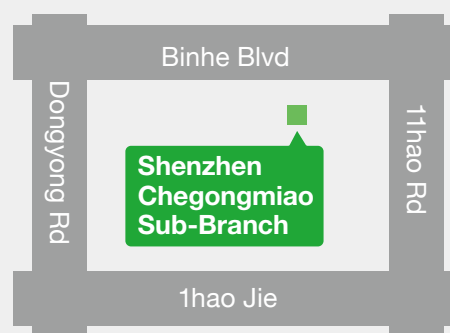 Binhe Blvd
Dongyong Rd
11hao Rd
Shenzhen
Chegongmiao
Sub-Branch
1hao Jie